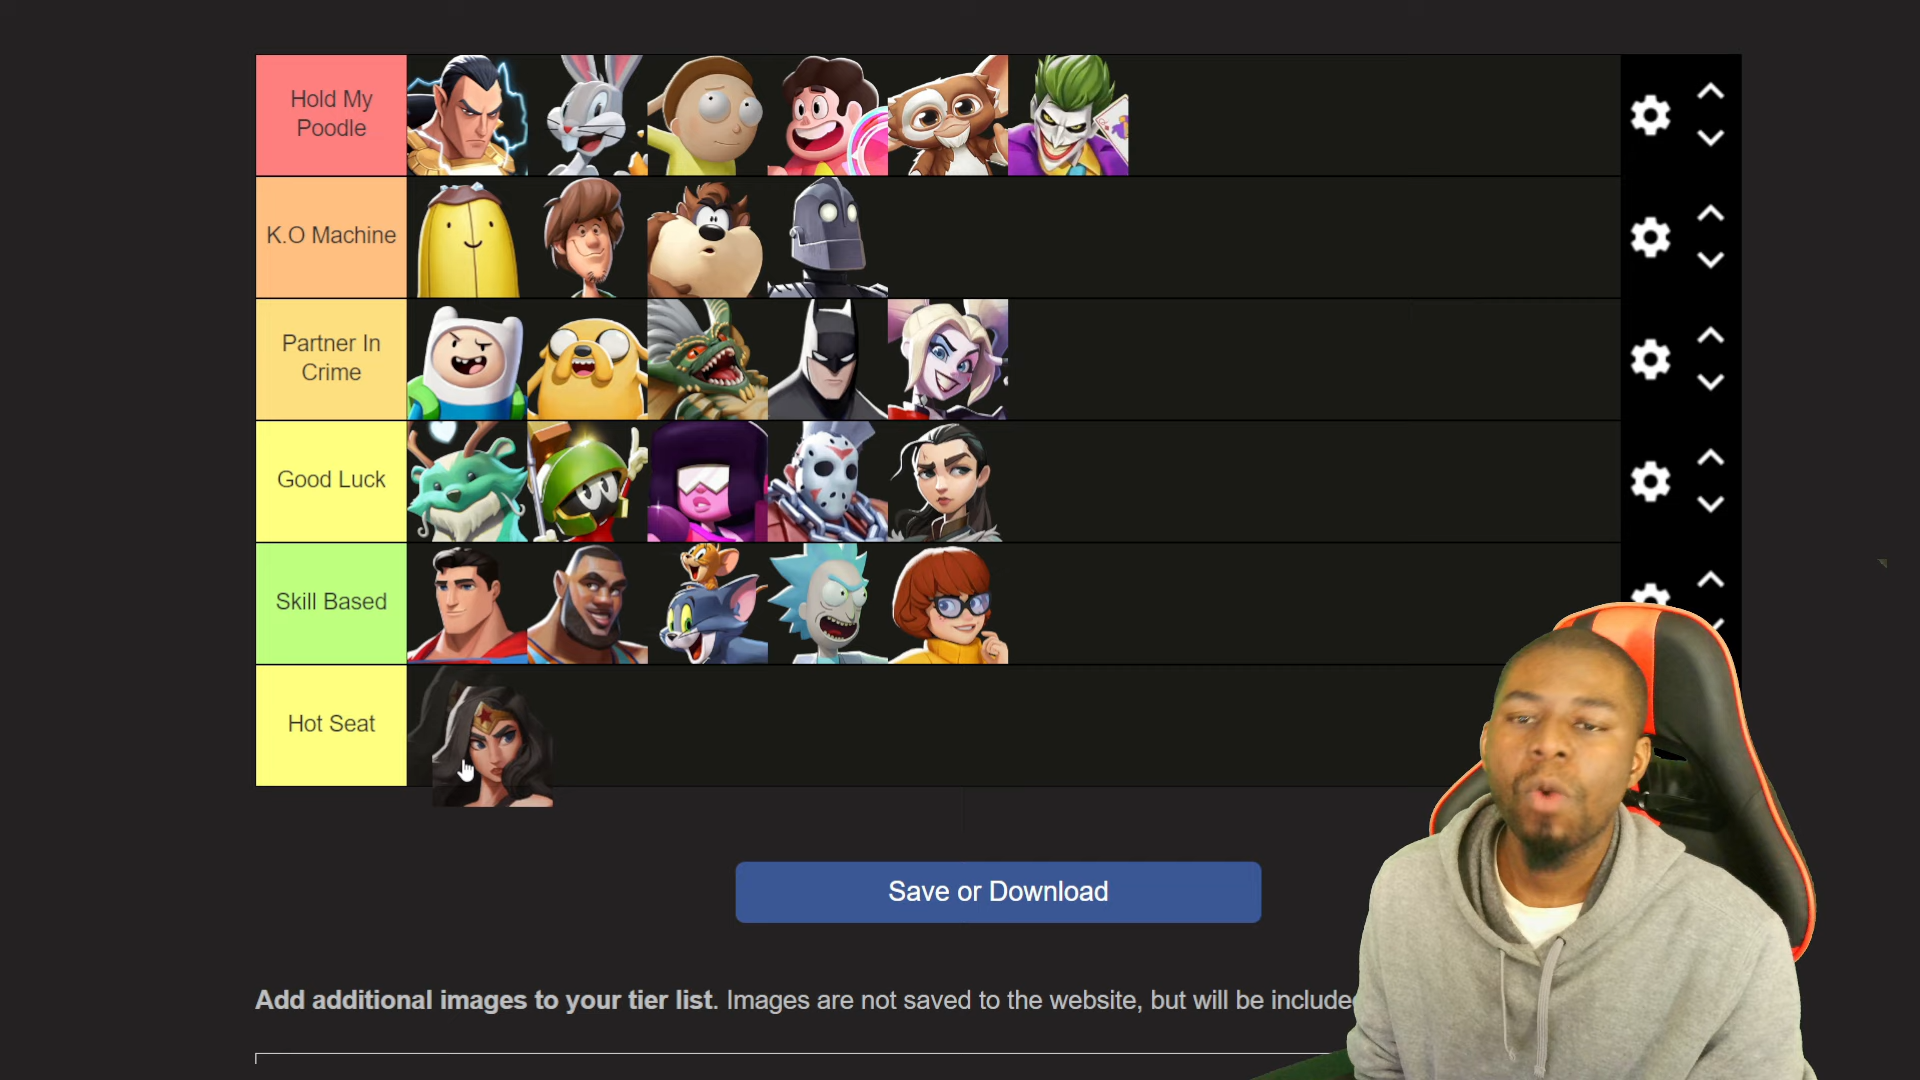 Hold My
Poodle
K.O Machine
Partner In
Crime
Good Luck
Skill Based
Hot Seat
Save or Download
Add additional images to your tier list. Images are not saved to the website, but will be include